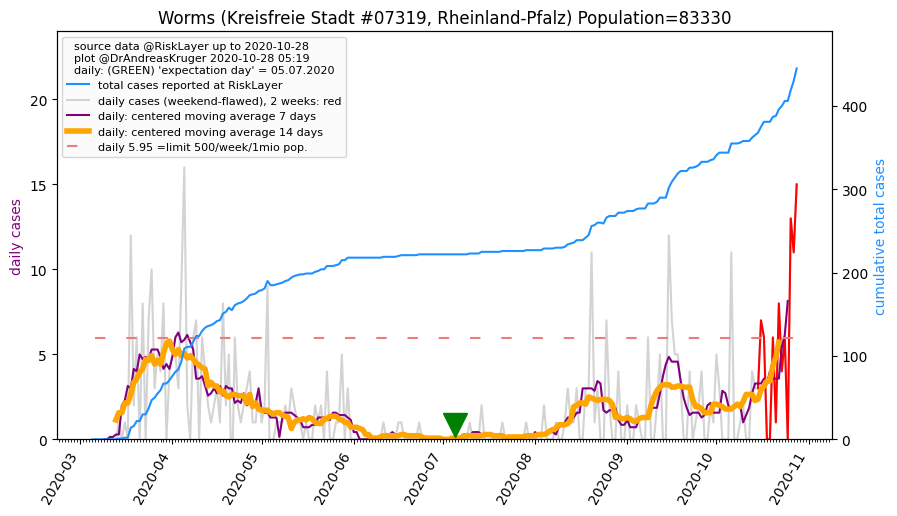 Worms (Kreisfreie Stadt #07319, Rheinland-Pfalz) Population=83330
source data @RiskLayer up to 2020-10-28
plot @DrAndreasKruger 2020-10-28 05:19
daily: (GREEN) 'expectation day' = 05.07.2020
total cases reported at RiskLayer
daily cases (weekend-flawed), 2 weeks: red
daily: centered moving average 7 days
daily: centered moving average 14 days
daily 5.95 =limit 500/week/1mio pop.
daily cases
20
15
10
5
0
cumulative total cases
400
300
200
100
0
2020-03
2020-04
2020-05
2020-06
2020-07
2020-08
2020-09
2020-10
2020-11